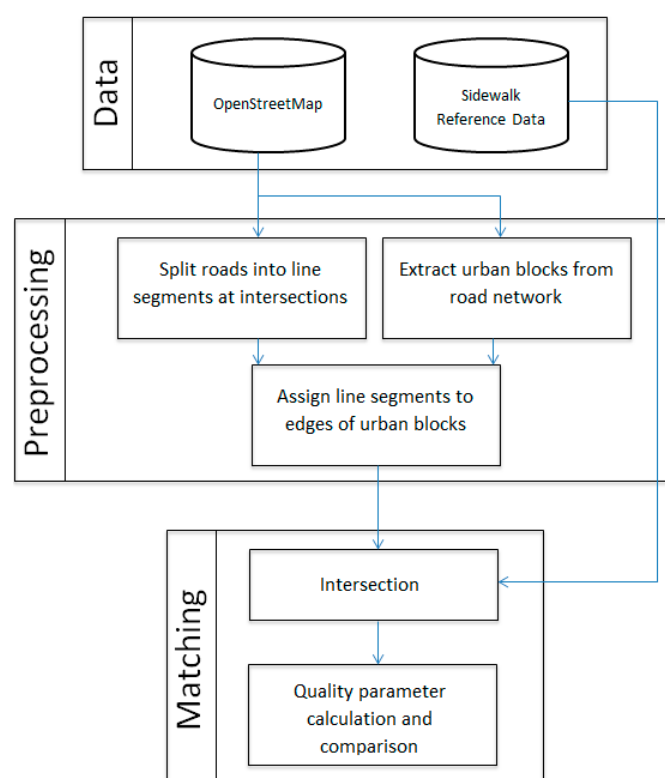 Data
OpenStreetMap
Sidewalk
Reference Data
Preprocessing
Split roads into line
segments at intersections
Extract urban blocks from
road network
Assign line segments to
edges of urban blocks
Matching
Intersection
Quality parameter
calculation and
comparison